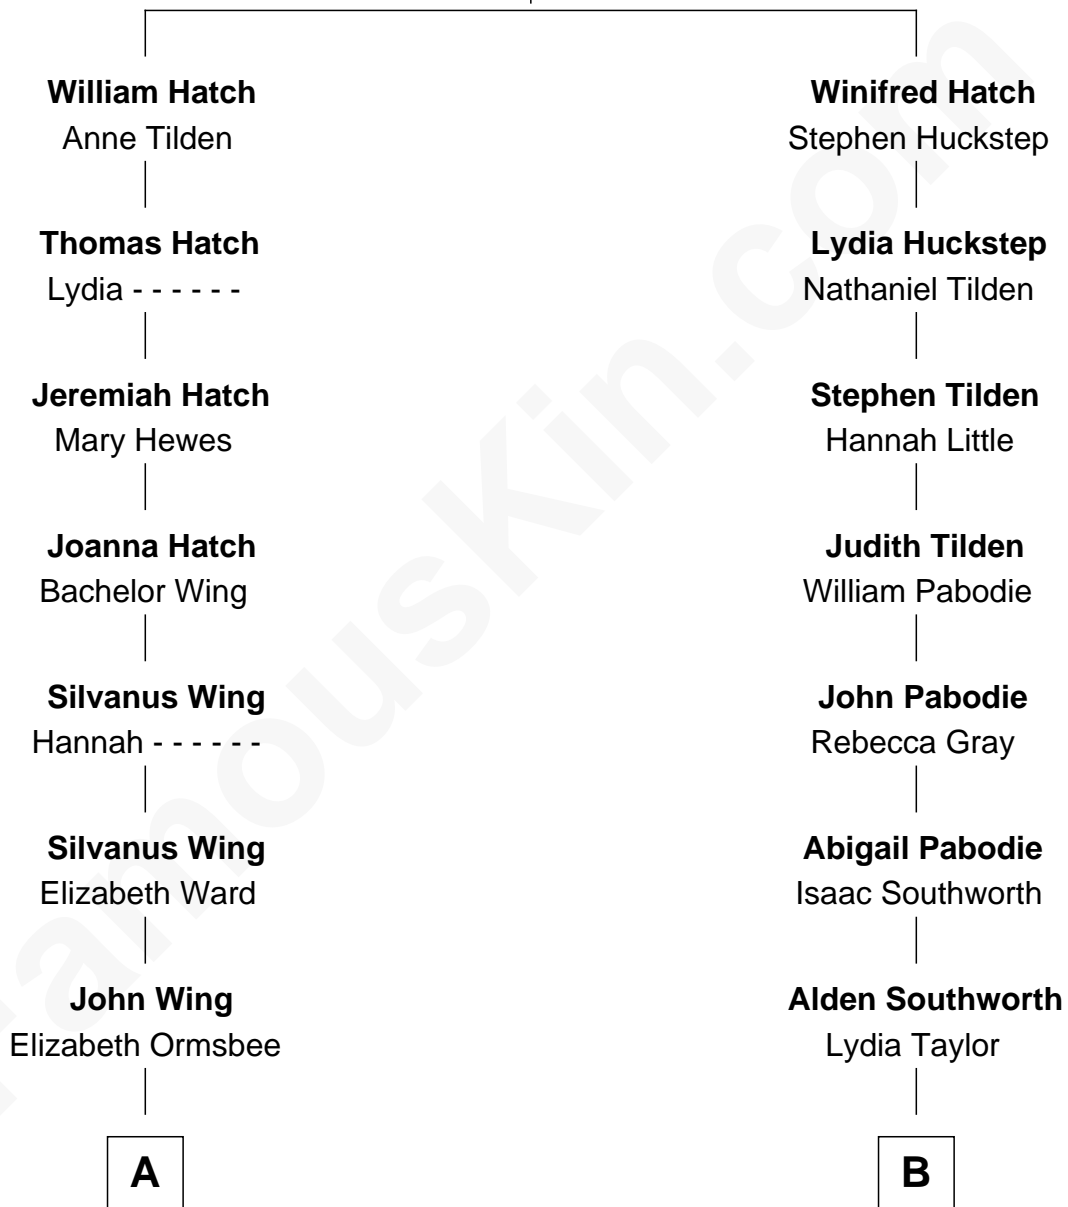 William Hatch
Anne Tilden
Thomas Hatch
Lydia - - - - - -
Jeremiah Hatch
Mary Hewes
Joanna Hatch
Bachelor Wing
Silvanus Wing
Hannah - - - - - -
Silvanus Wing
Elizabeth Ward
John Wing
Elizabeth Ormsbee
A
Winifred Hatch
Stephen Huckstep
Lydia Huckstep
Nathaniel Tilden
Stephen Tilden
Hannah Little
Judith Tilden
William Pabodie
John Pabodie
Rebecca Gray
Abigail Pabodie
Isaac Southworth
Alden Southworth
Lydia Taylor
B
FamousKin.com